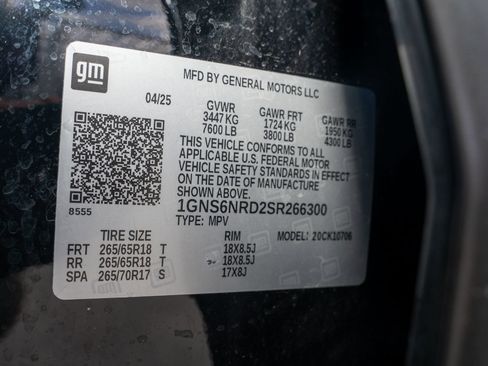 gm
MFD BY GENERAL MOTORS LLC
04/25 GVWR GAWR FRT GAWR RR
3447 KG 1724 KG 1950 KG
7600 LB 3800 LB 4300 LB
THIS VEHICLE CONFORMS TO ALL
APPLICABLE U.S. FEDERAL MOTOR
VEHICLE SAFETY STANDARDS IN EFFECT
ON THE DATE OF MANUFACTURE
SHOWN ABOVE.
8555 1GNS6NRD2SR266300
TYPE: MPV
TIRE SIZE RIM MODEL: 20CK10706
FRT 265/65R18 T 18X8.5J
RR 265/65R18 T 18X8.5J
SPA 265/70R17 S 17X8J